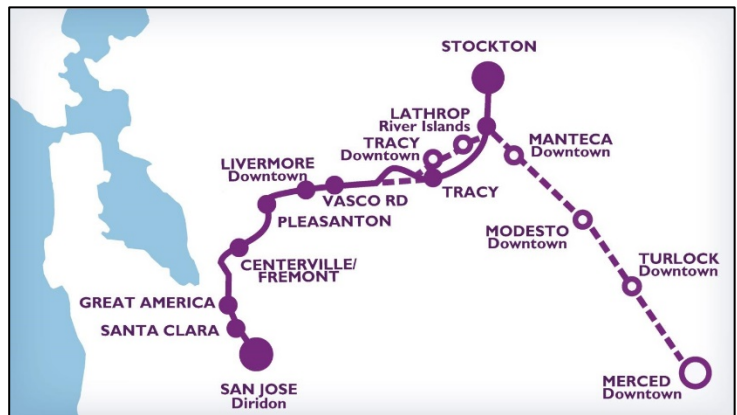 STOCKTON
LATHROP
River Islands
TRACY
Downtown
MANTECA
Downtown
LIVERMORE
Downtown
VASCO RD
TRACY
PLEASANTON
MODESTO
Downtown
CENTERVILLE/
FREMONT
TURLOCK
Downtown
GREAT AMERICA
SANTA CLARA
SAN JOSE
Diridon
MERCED
Downtown